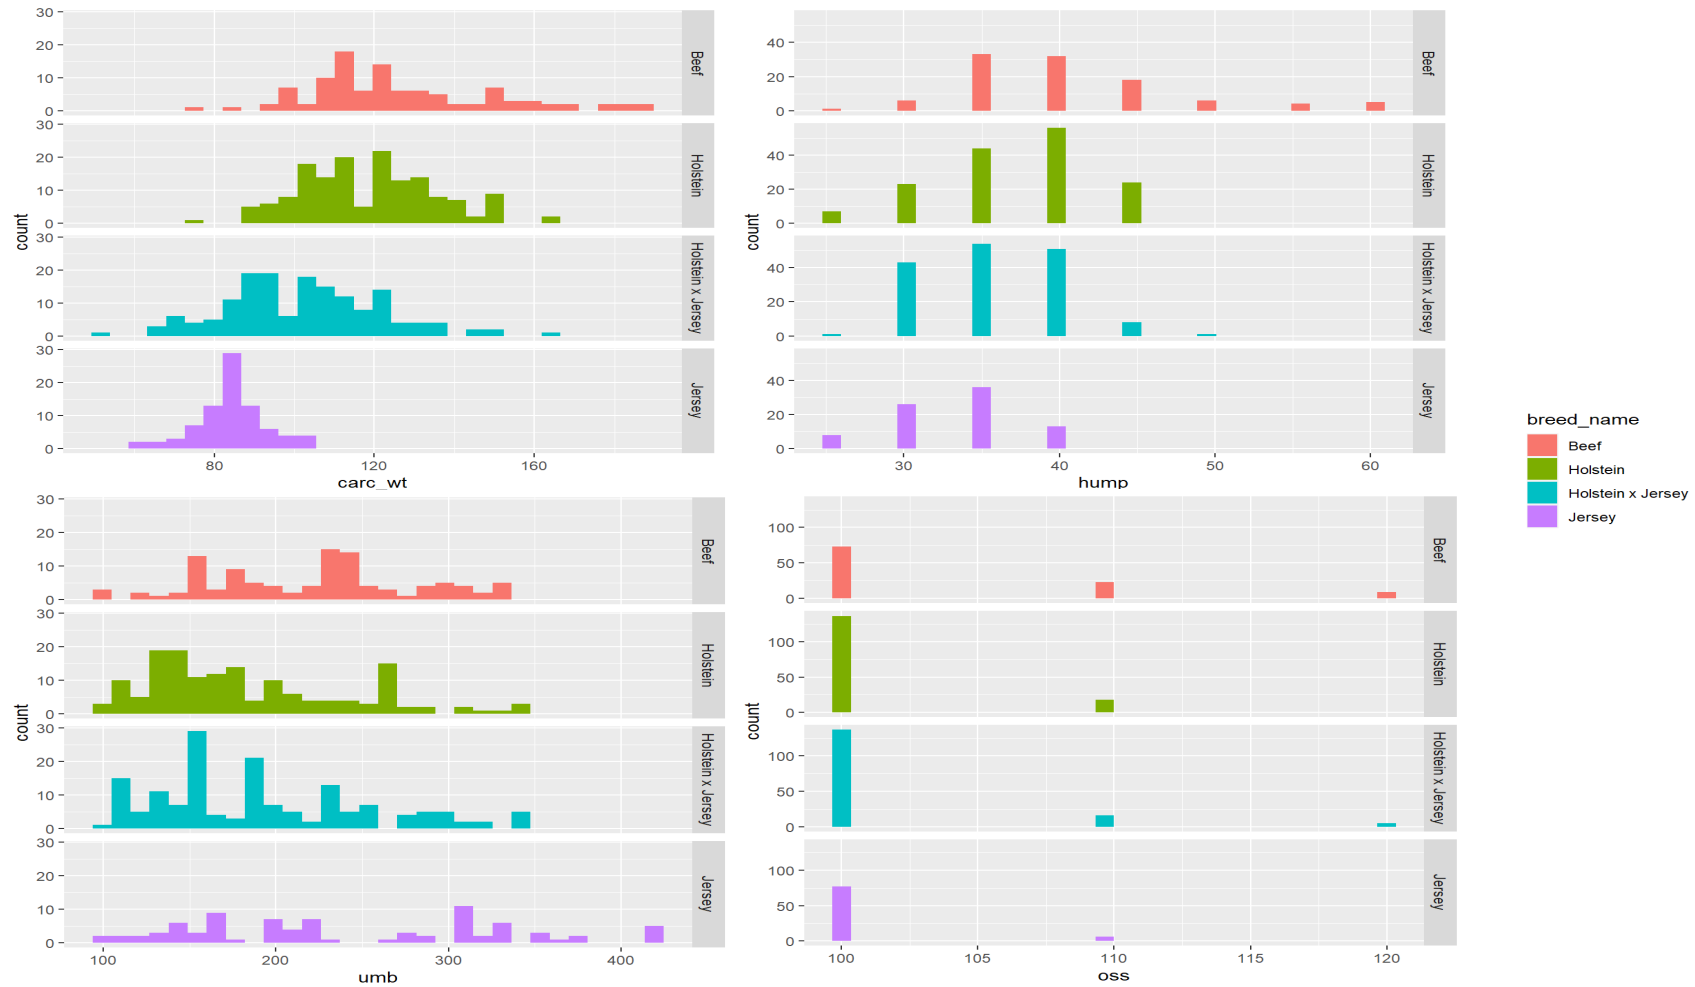 30
20
10
0
Beef
30
20
10
0
Holstein
30
20
10
0
Holstein x Jersey
30
20
10
0
Jersey
count
80 120 160
carc_wt
40
20
0
Beef
40
20
0
Holstein
40
20
0
Holstein x Jersey
40
20
0
Jersey
count
30 40 50 60
hump
30
20
10
0
Beef
30
20
10
0
Holstein
30
20
10
0
Holstein x Jersey
30
20
10
0
Jersey
count
100 200 300 400
umb
100
50
0
Beef
100
50
0
Holstein
100
50
0
Holstein x Jersey
100
50
0
Jersey
count
100 105 110 115 120
oss
breed_name
Beef
Holstein
Holstein x Jersey
Jersey